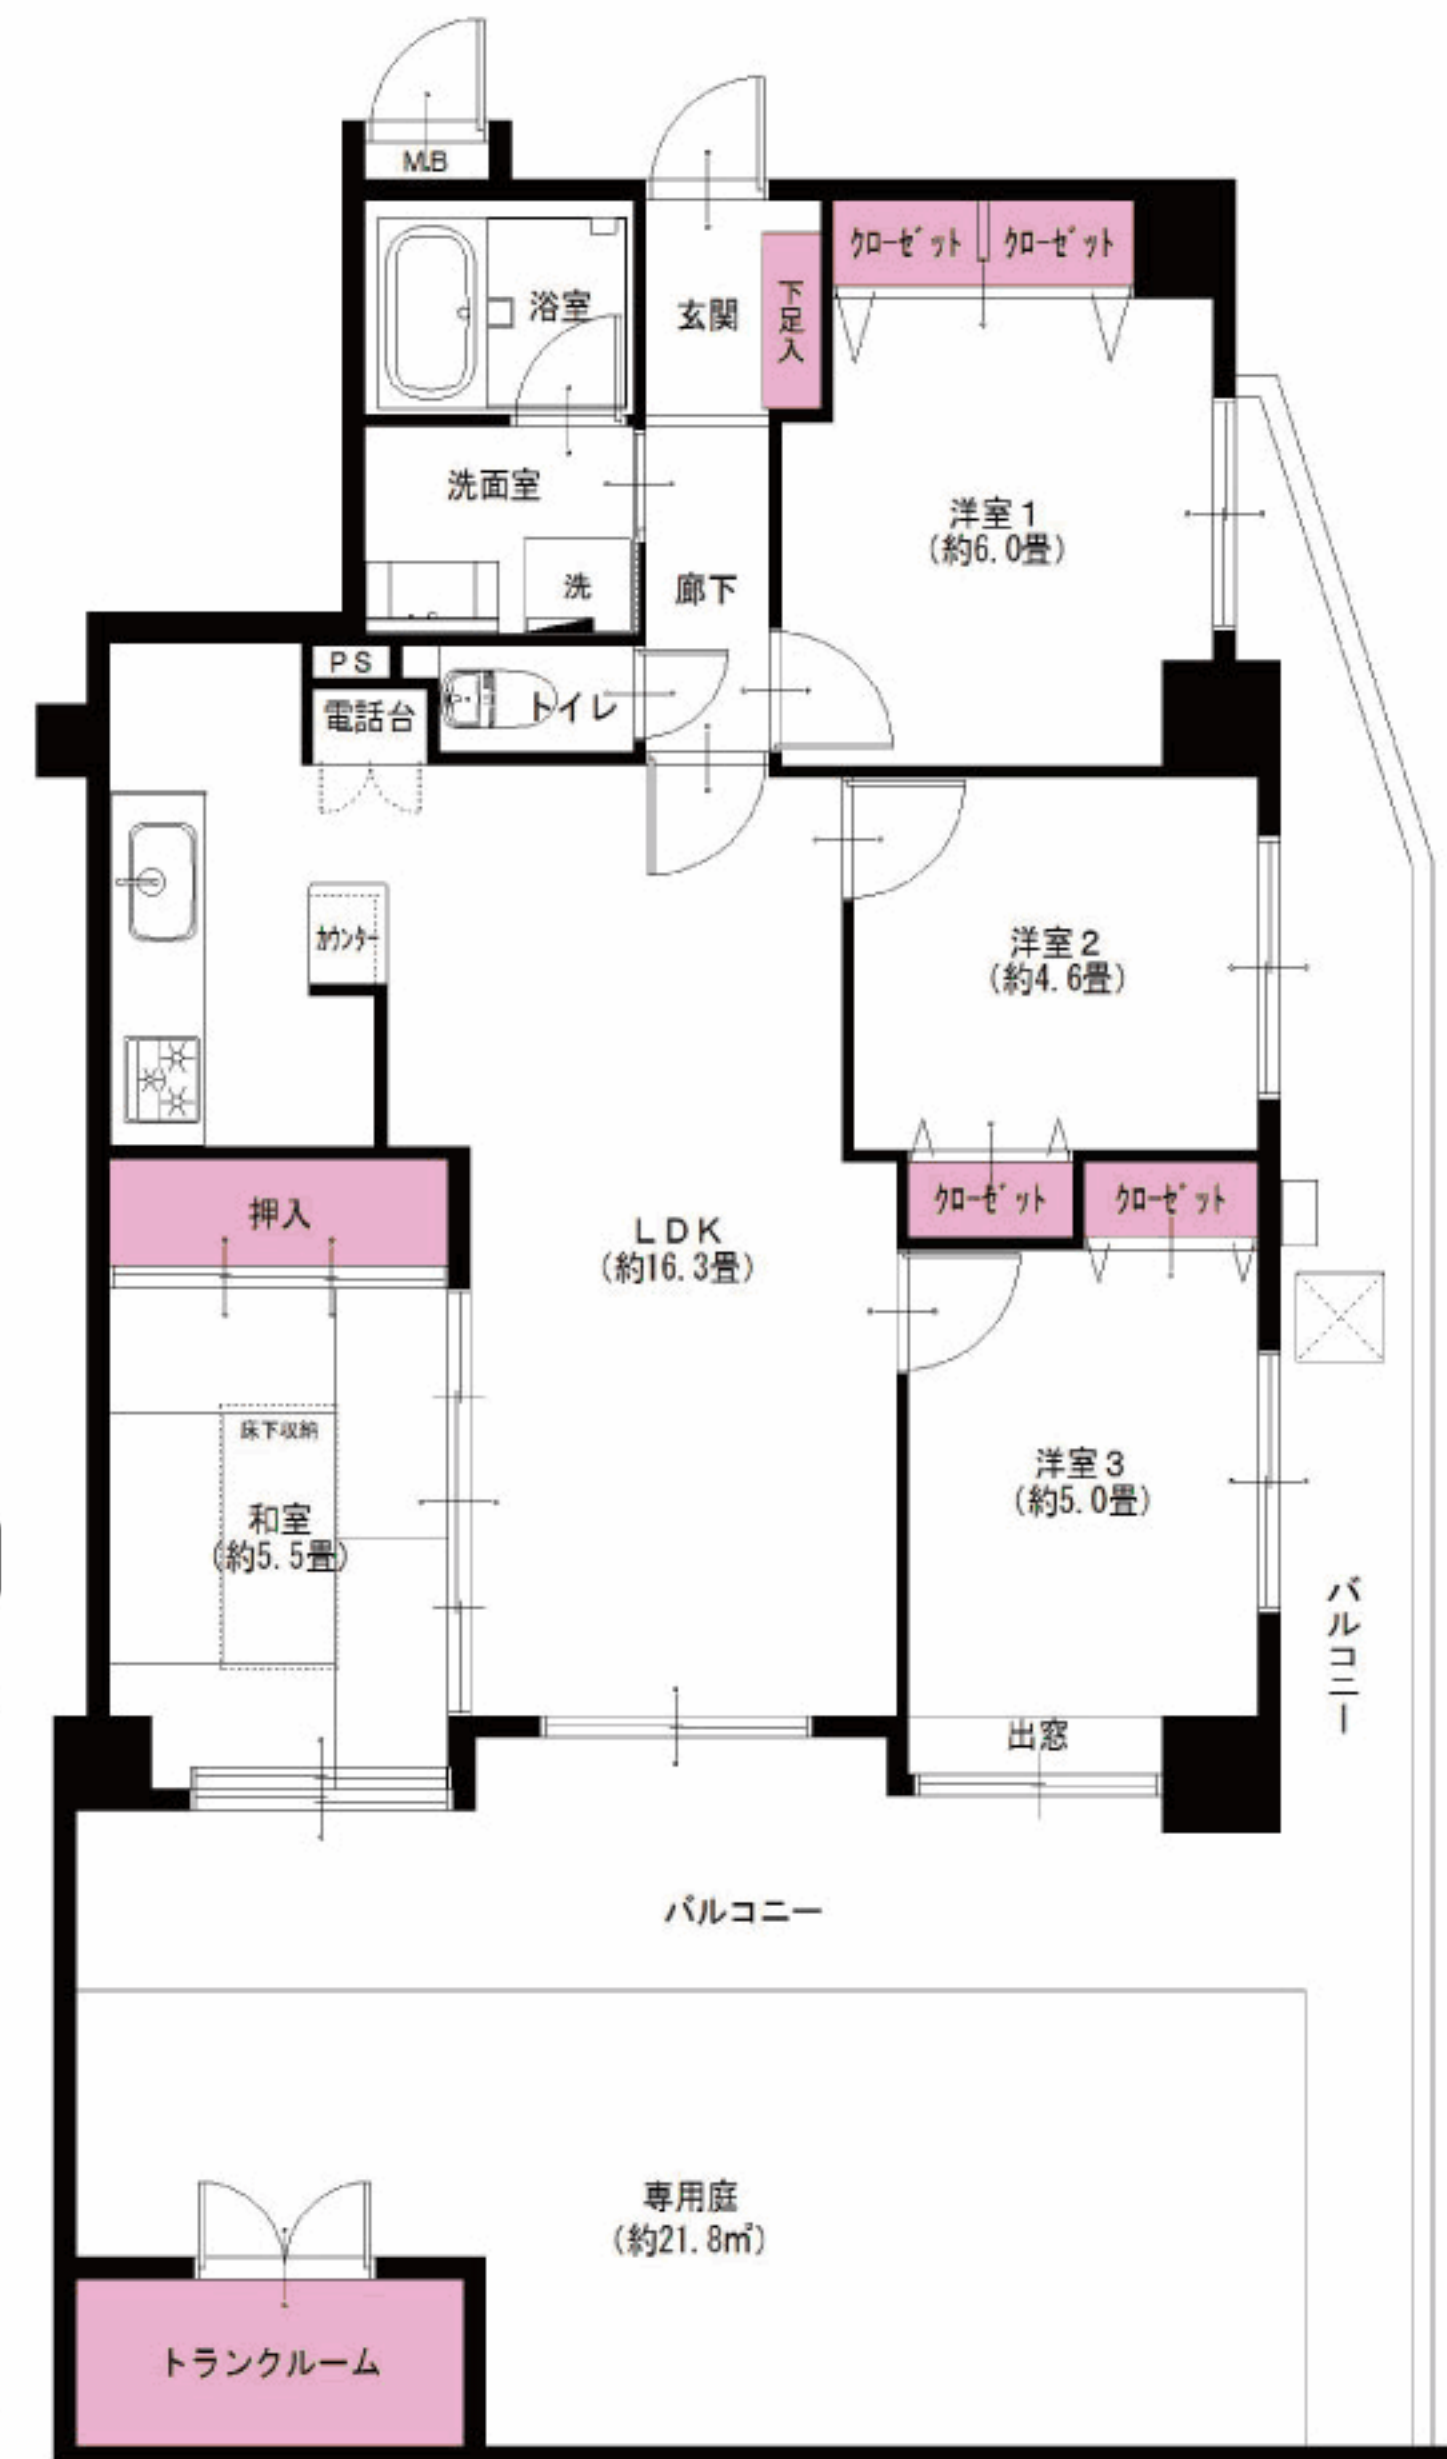 M.B
クローゼット
クローゼット
浴室
玄関
下足入
洗面室
洋室1
(約6.0畳)
洗
廊下
PS
電話台
トイレ
カウンター
洋室2
(約4.6畳)
押入
クローゼット
クローゼット
LDK
(約16.3畳)
床下収納
和室
(約5.5畳)
洋室3
(約5.0畳)
バルコニー
出窓
バルコニー
専用庭
(約21.8㎡)
トランクルーム